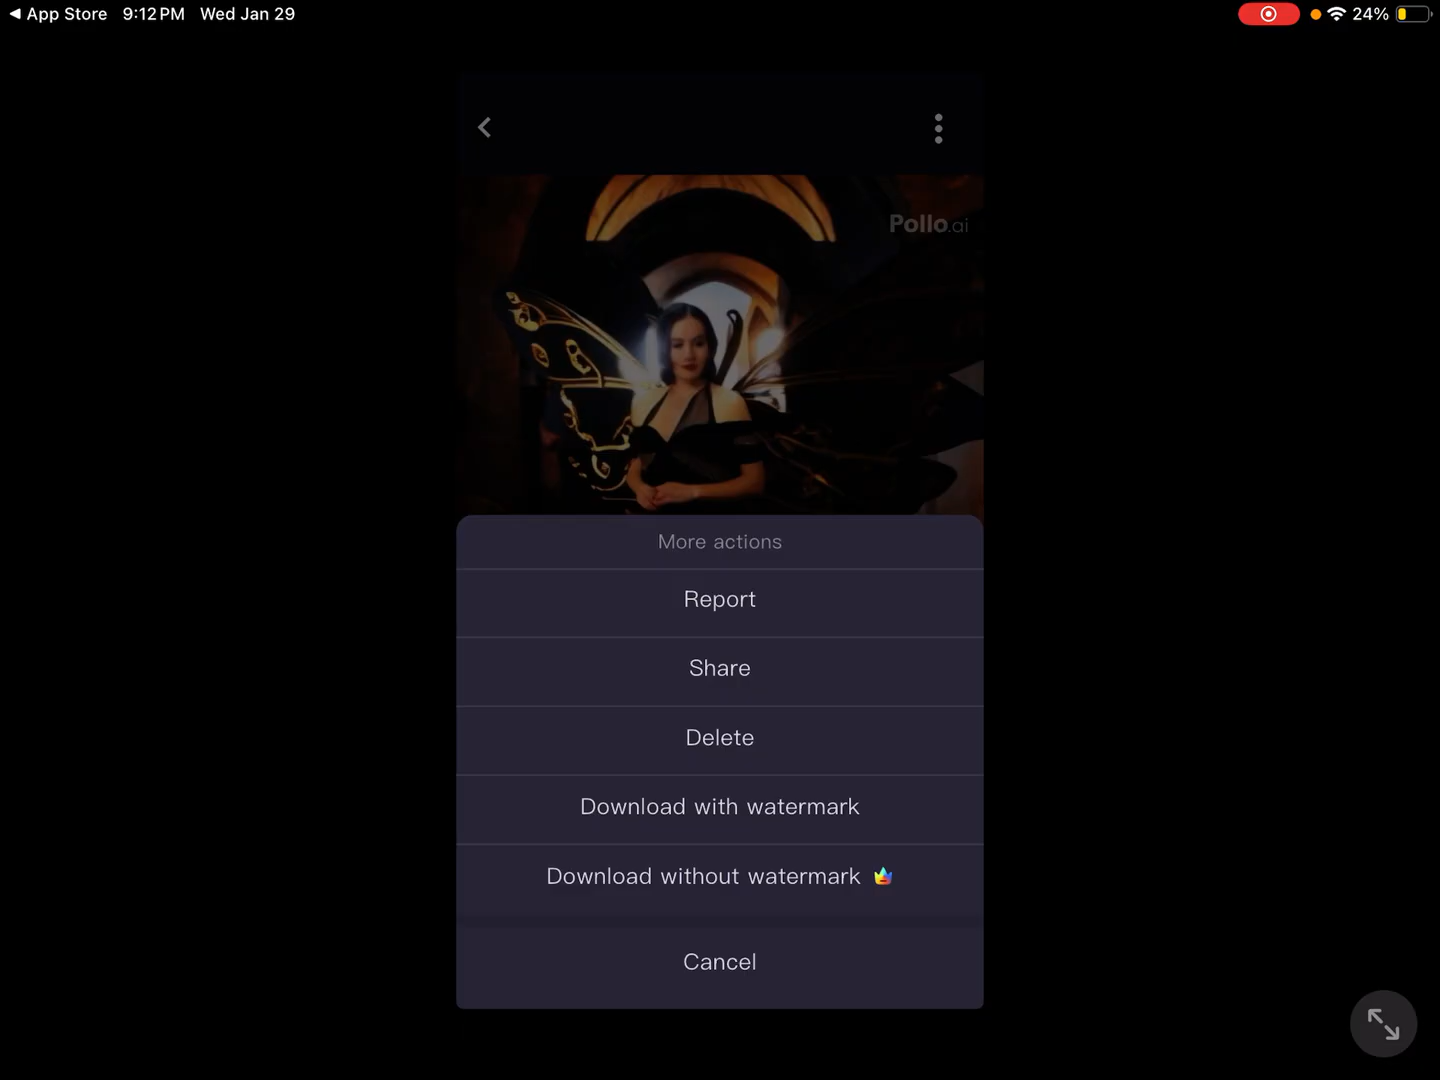 App Store 9:12 PM Wed Jan 29
24%
Pollo.ai
More actions
Report
Share
Delete
Download with watermark
Download without watermark
Cancel